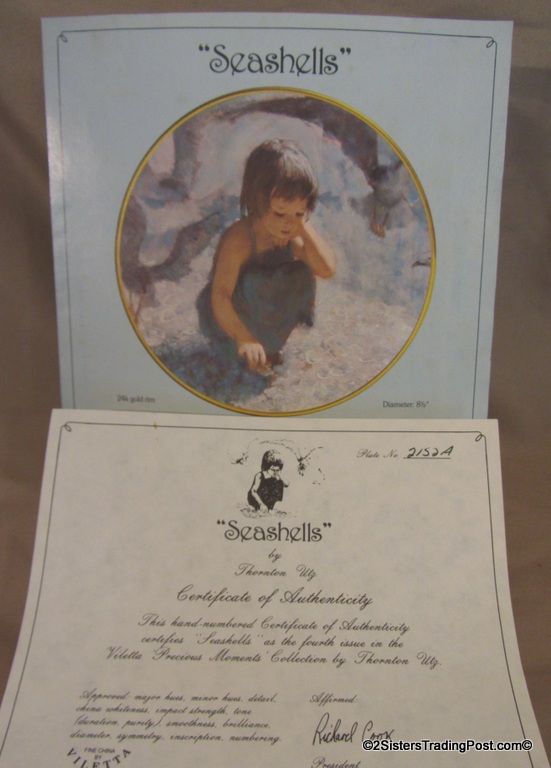 "Seashells"
24k gold rim
Diameter: 8½"
Plate No. 2152A
"Seashells"
by
Thornton Utz
Certificate of Authenticity
This hand-numbered Certificate of Authenticity
certifies "Seashells" as the fourth issue in the
Viletta 'Precious Moments' Collection by Thornton Utz.
Approved, major hues, minor hues, detail,
china whiteness, impact strength, tone
(duration, purity), smoothness, brilliance,
diameter, symmetry, inscription, numbering.
Affirmed:
Richard Cook
President
FINE CHINA
BY
VILETTA
©2SistersTradingPost.com©